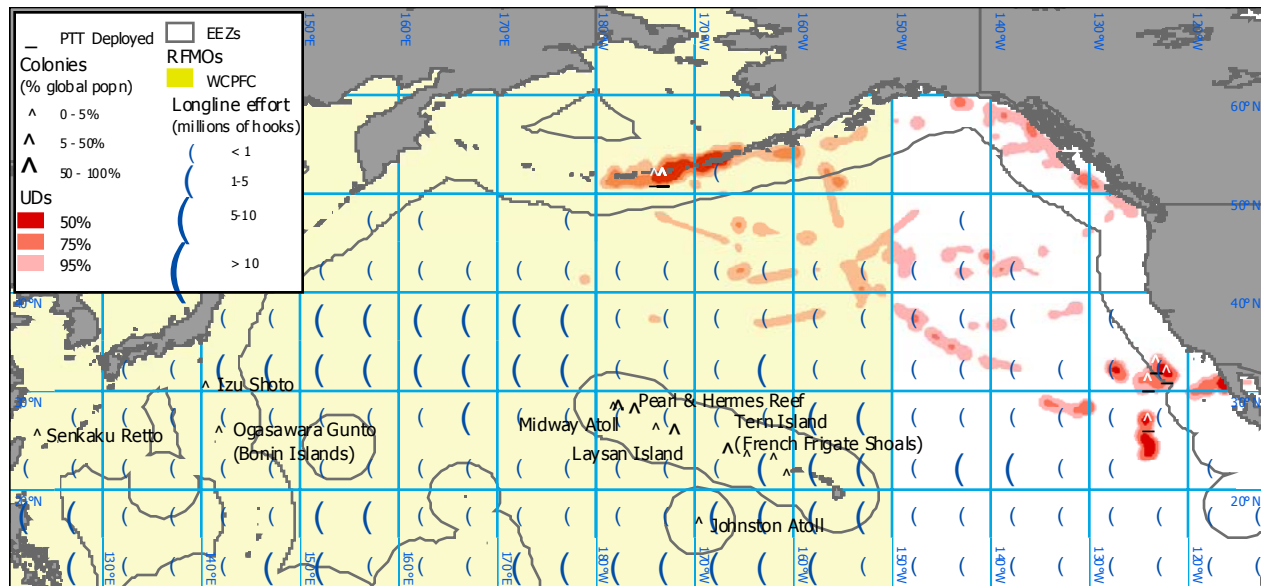 PTT Deployed
Colonies
(% global popn)
0 - 5%
5 - 50%
50 - 100%
UDs
50%
75%
95%
EEZs
RFMOs
WCPFC
Longline effort
(millions of hooks)
< 1
1-5
5-10
> 10
150°E
160°E
170°E
180°W
170°W
160°W
150°W
140°W
130°W
120°W
60°N
50°N
40°N
40°N
30°N
30°N
20°N
20°N
Izu Shoto
Senkaku Retto
Ogasawara Gunto
(Bonin Islands)
Midway Atoll
Pearl & Hermes Reef
Laysan Island
Tern Island
(French Frigate Shoals)
Johnston Atoll
130°E
140°E
150°E
160°E
170°E
180°W
170°W
160°W
150°W
140°W
130°W
120°W